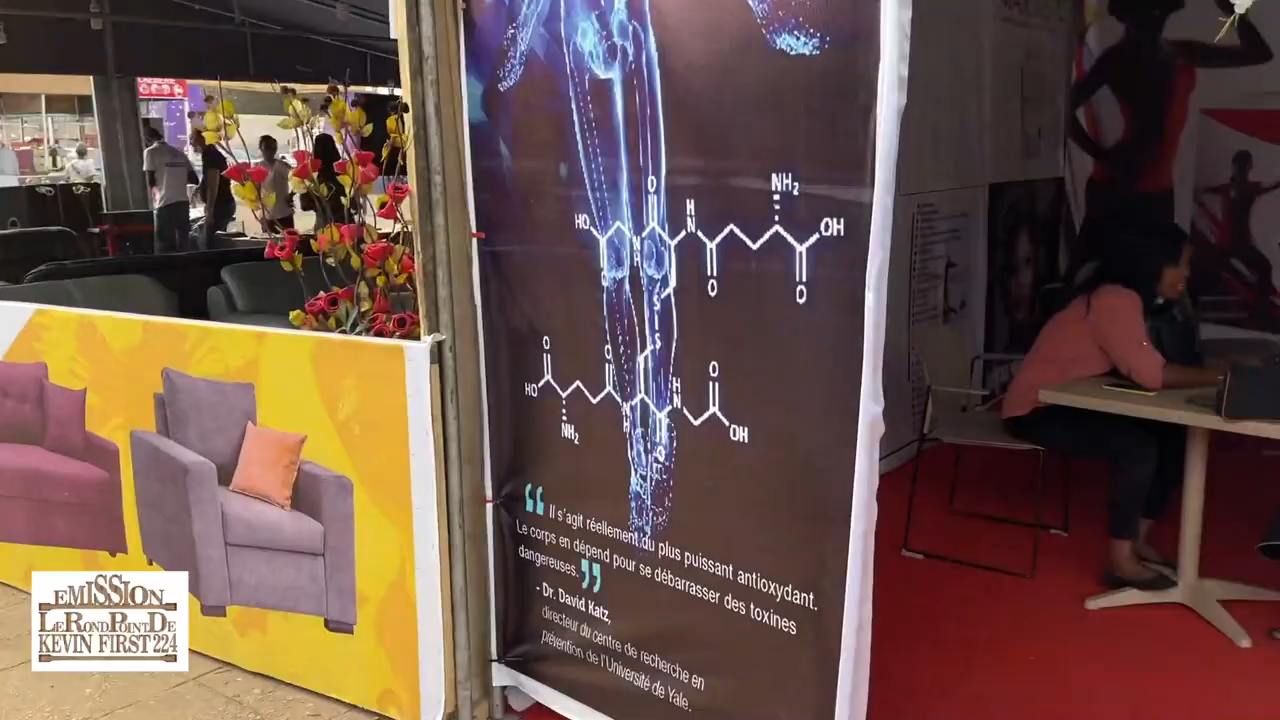 NH₂
O
H
N
HO
OH
N
H
O
O
O
S
S
O
O
O
HO
H
N
NH₂
N
H
OH
O
Il s'agit réellement du plus puissant antioxydant.
Le corps en dépend pour se débarrasser des toxines
dangereuses.
- Dr. David Katz,
directeur du centre de recherche en
prévention de l'Université de Yale.
EMISSION
LE ROND POINT DE
KEVIN FIRST 224